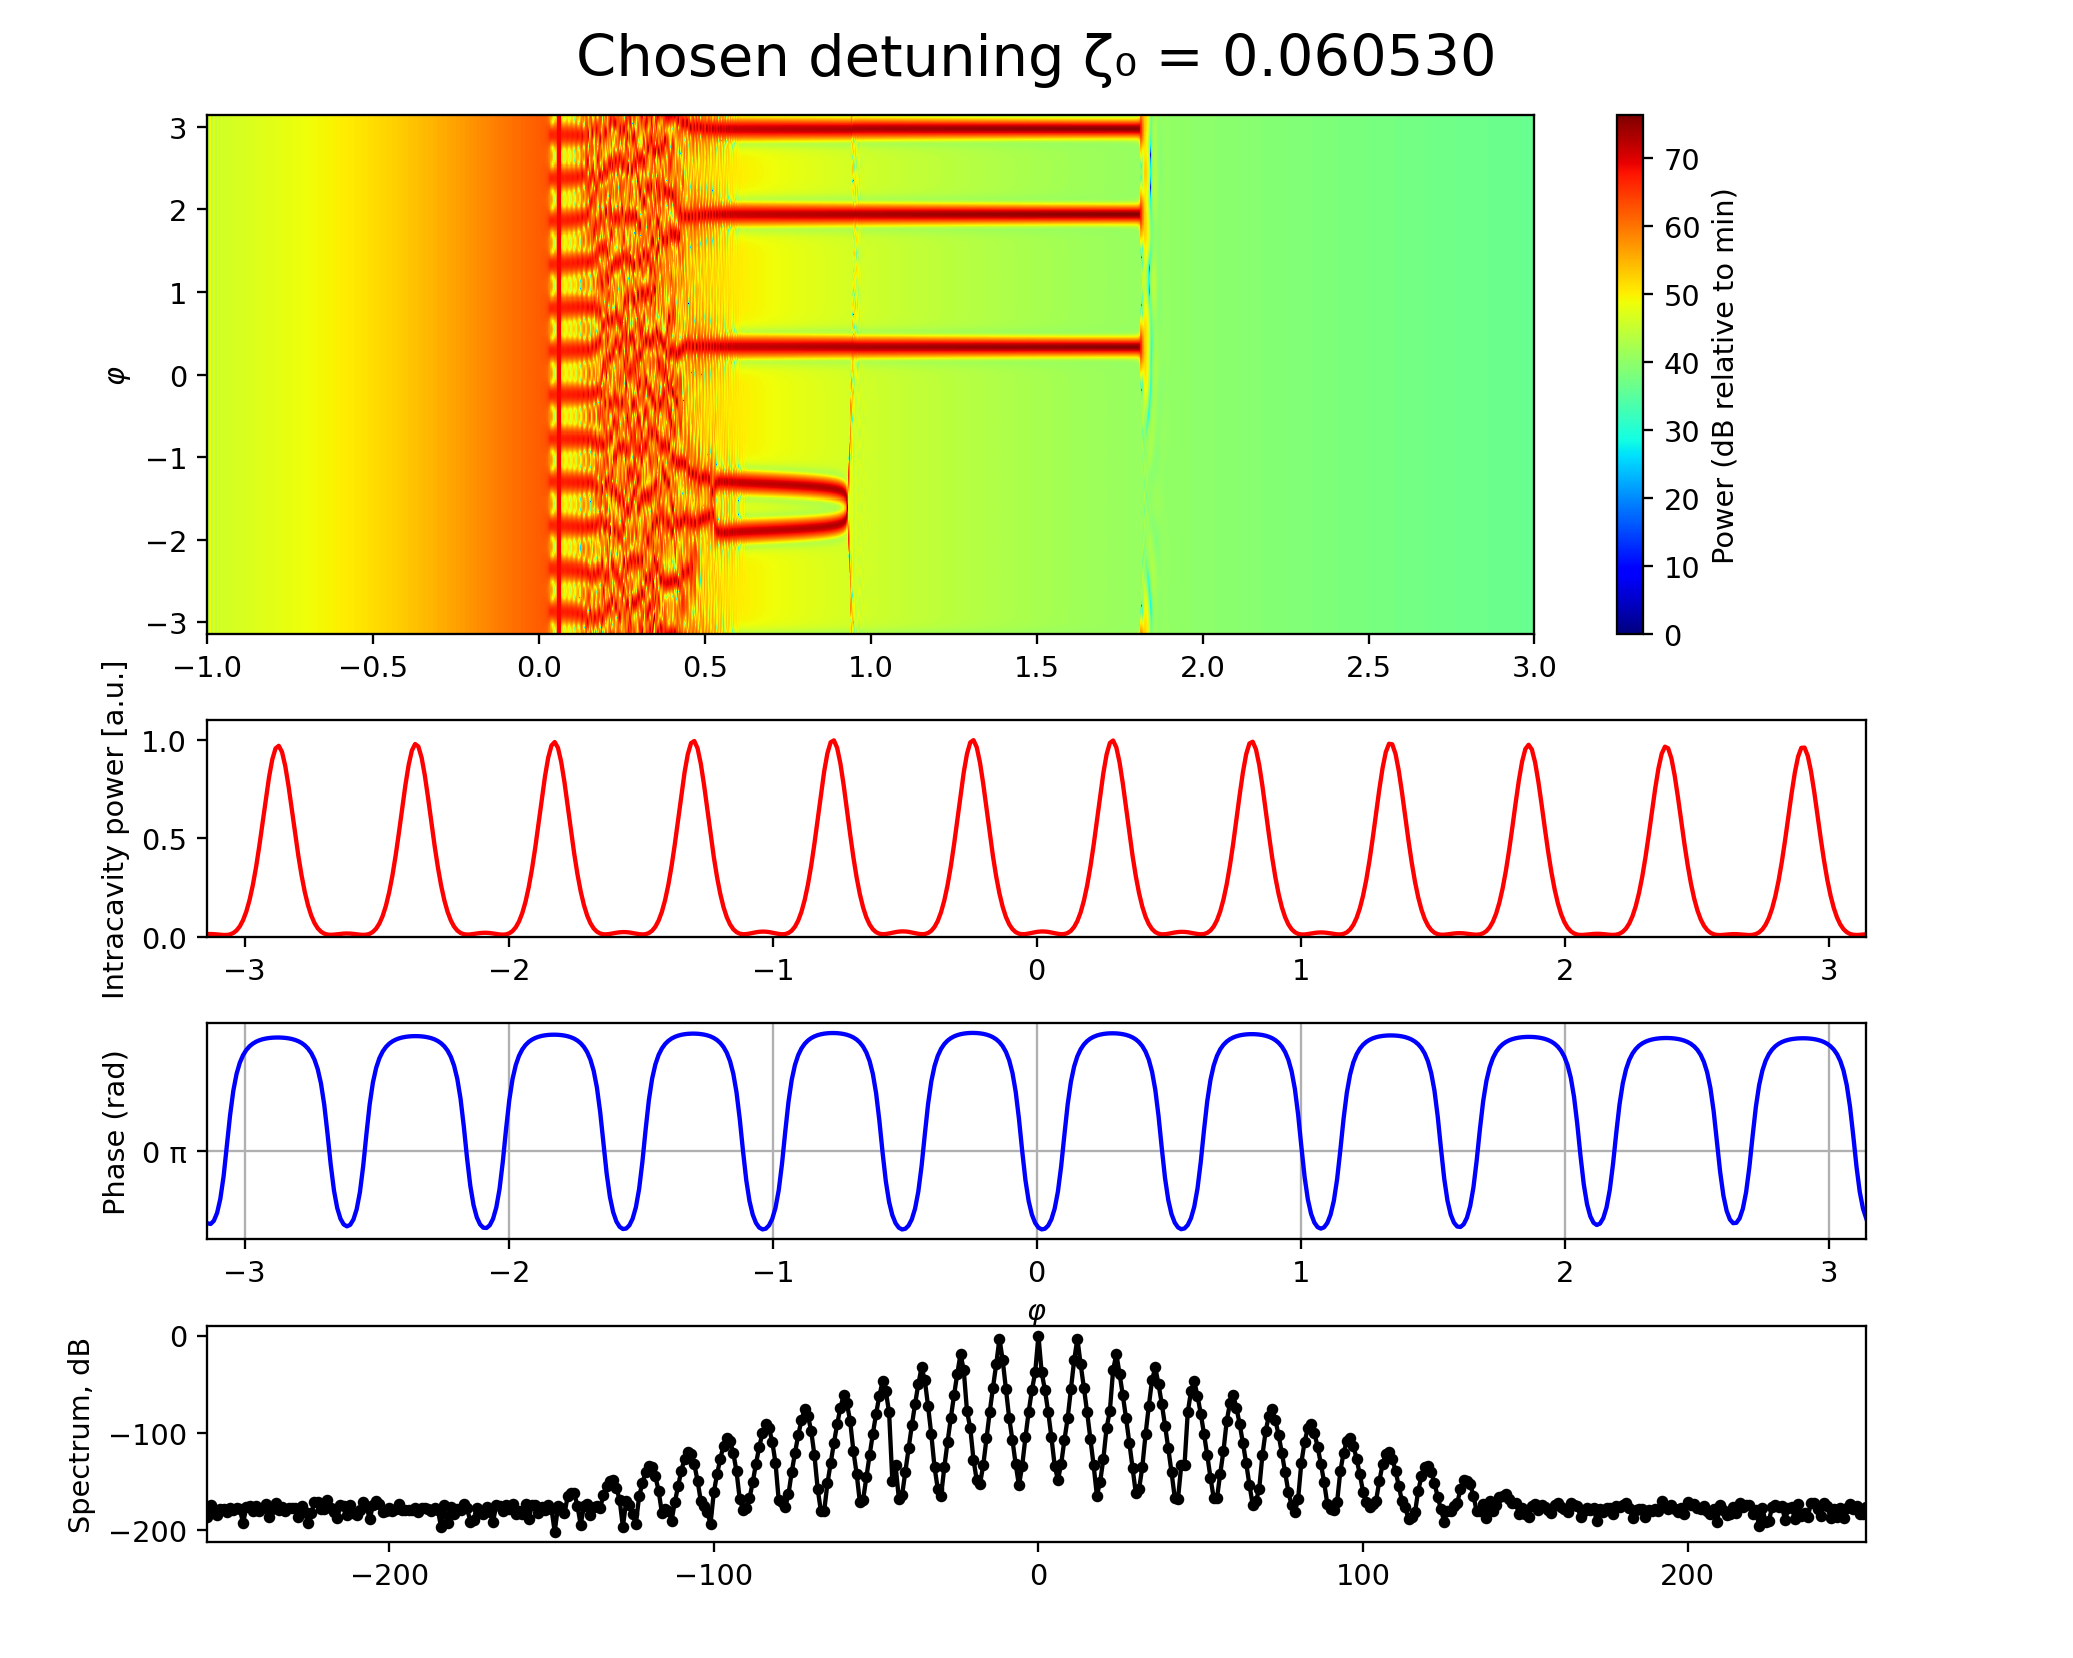 Chosen detuning ζ₀ = 0.060530
3
2
1
0
−1
−2
−3
φ
−1.0 −0.5 0.0 0.5 1.0 1.5 2.0 2.5 3.0
70
60
50
40
30
20
10
0
Power (dB relative to min)
Intracavity power [a.u.]
1.0
0.5
0.0
−3 −2 −1 0 1 2 3
Phase (rad)
0 π
−3 −2 −1 0 1 2 3
φ
Spectrum, dB
0
−100
−200
−200 −100 0 100 200